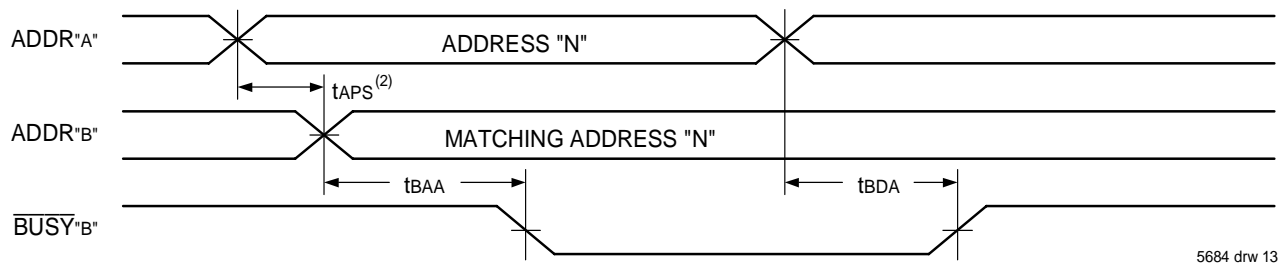 ADDR"A"
ADDRESS "N"
tAPS(2)
ADDR"B"
MATCHING ADDRESS "N"
tBAA
tBDA
BUSY"B"
5684 drw 13